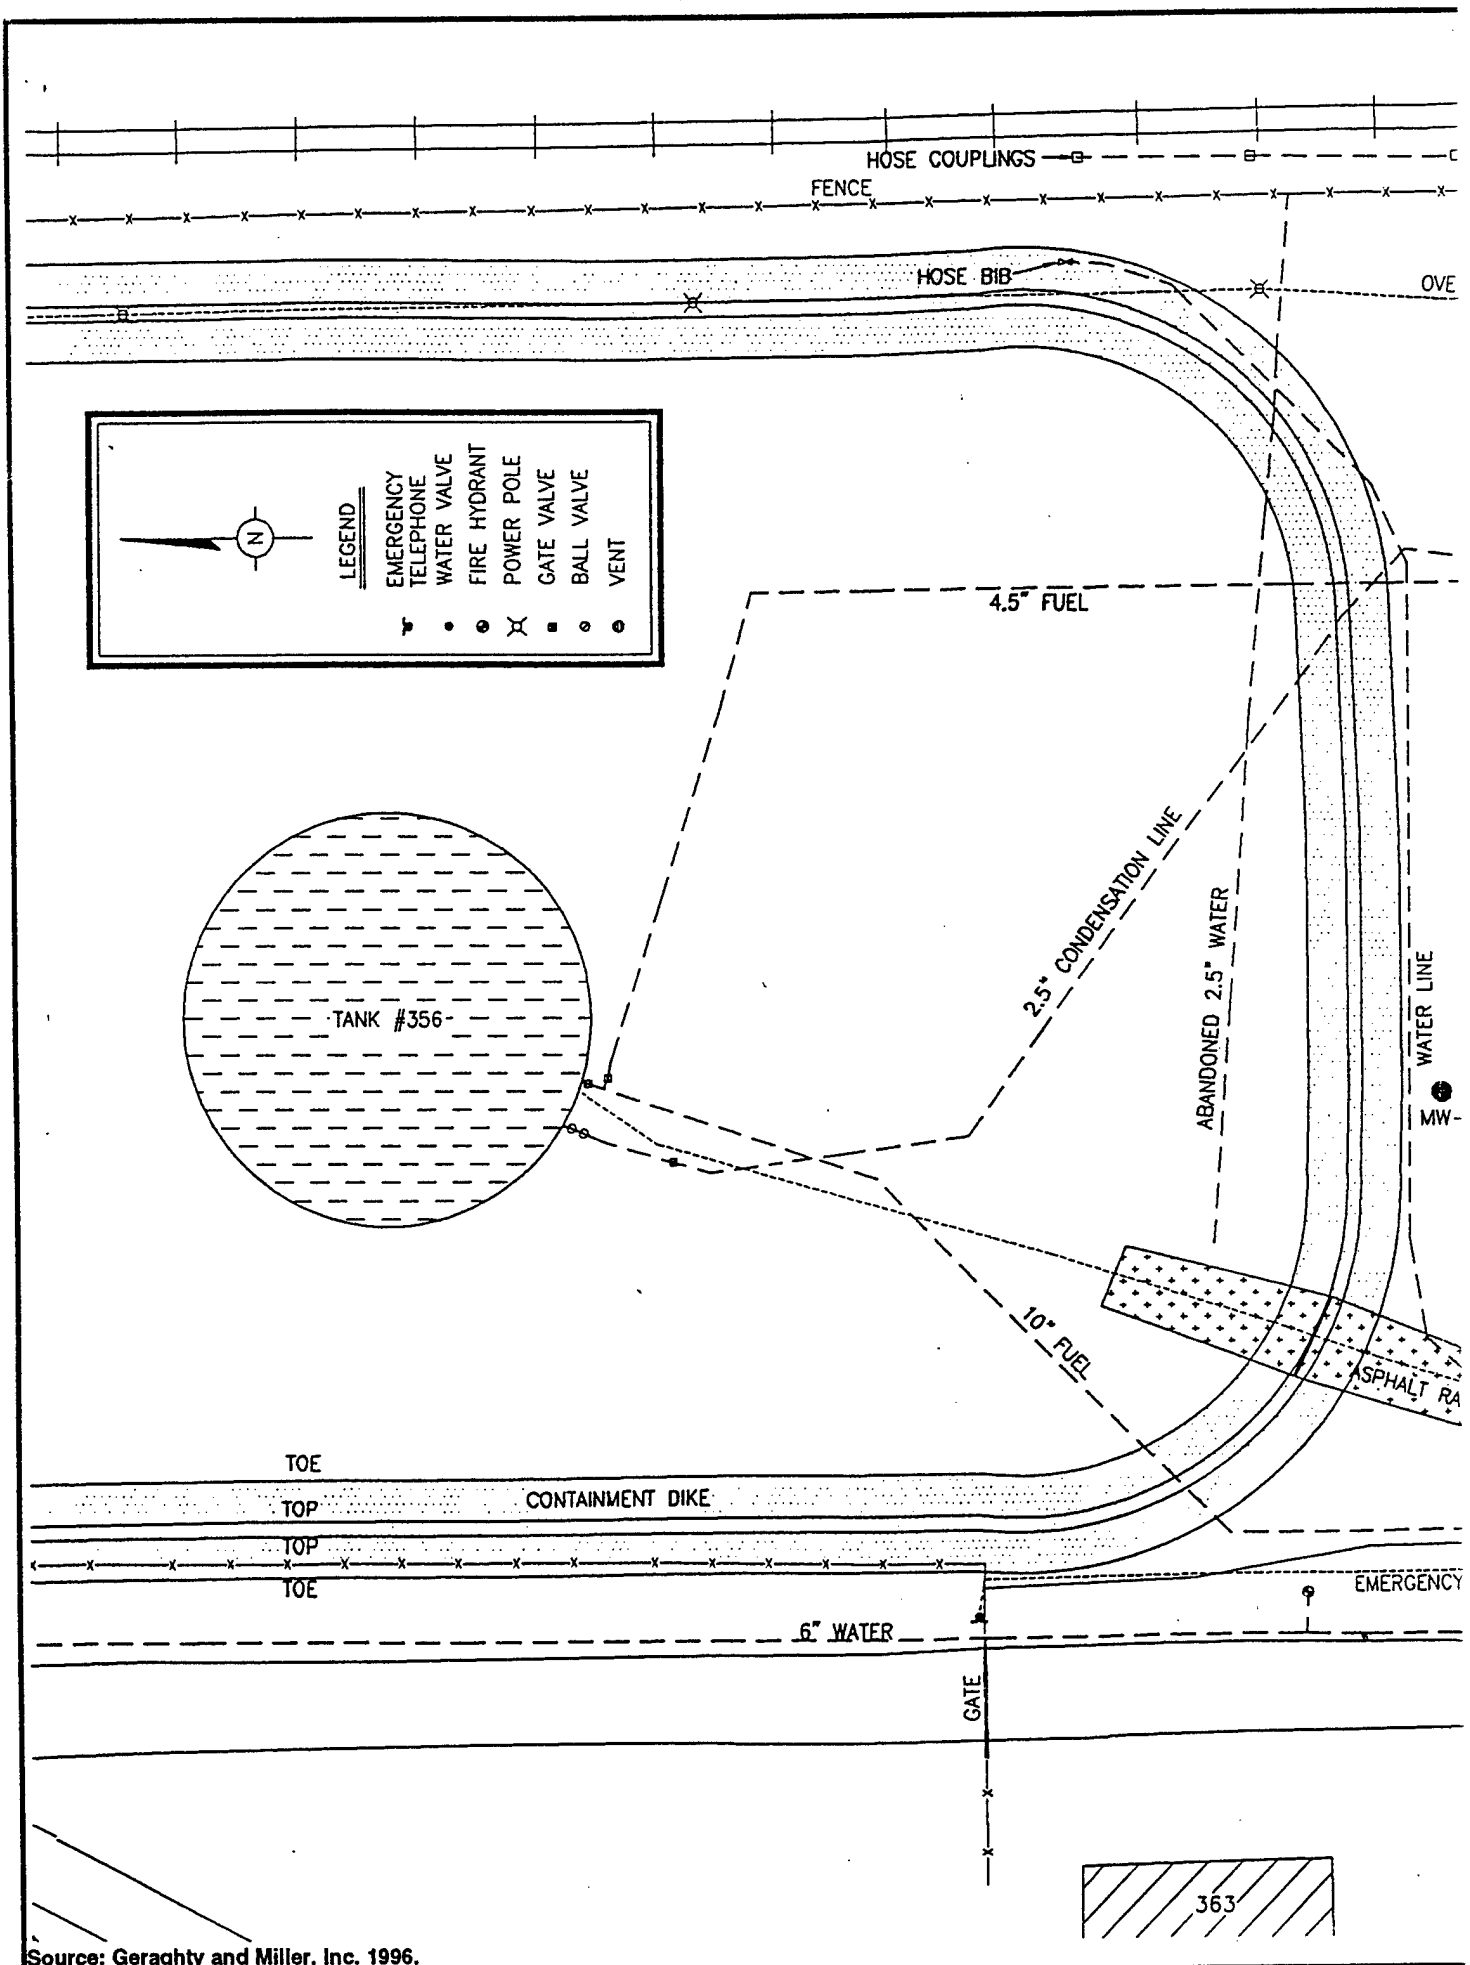 HOSE COUPLINGS
FENCE
HOSE BIB
OVE
N
LEGEND
EMERGENCY
TELEPHONE
WATER VALVE
FIRE HYDRANT
POWER POLE
GATE VALVE
BALL VALVE
VENT
4.5" FUEL
2.5" CONDENSATION LINE
ABANDONED 2.5" WATER
WATER LINE
TANK #356
MW-
10" FUEL
ASPHALT RA
TOE
CONTAINMENT DIKE
TOP
TOP
TOE
EMERGENCY
6" WATER
GATE
363
Source: Geraghty and Miller, Inc. 1996.